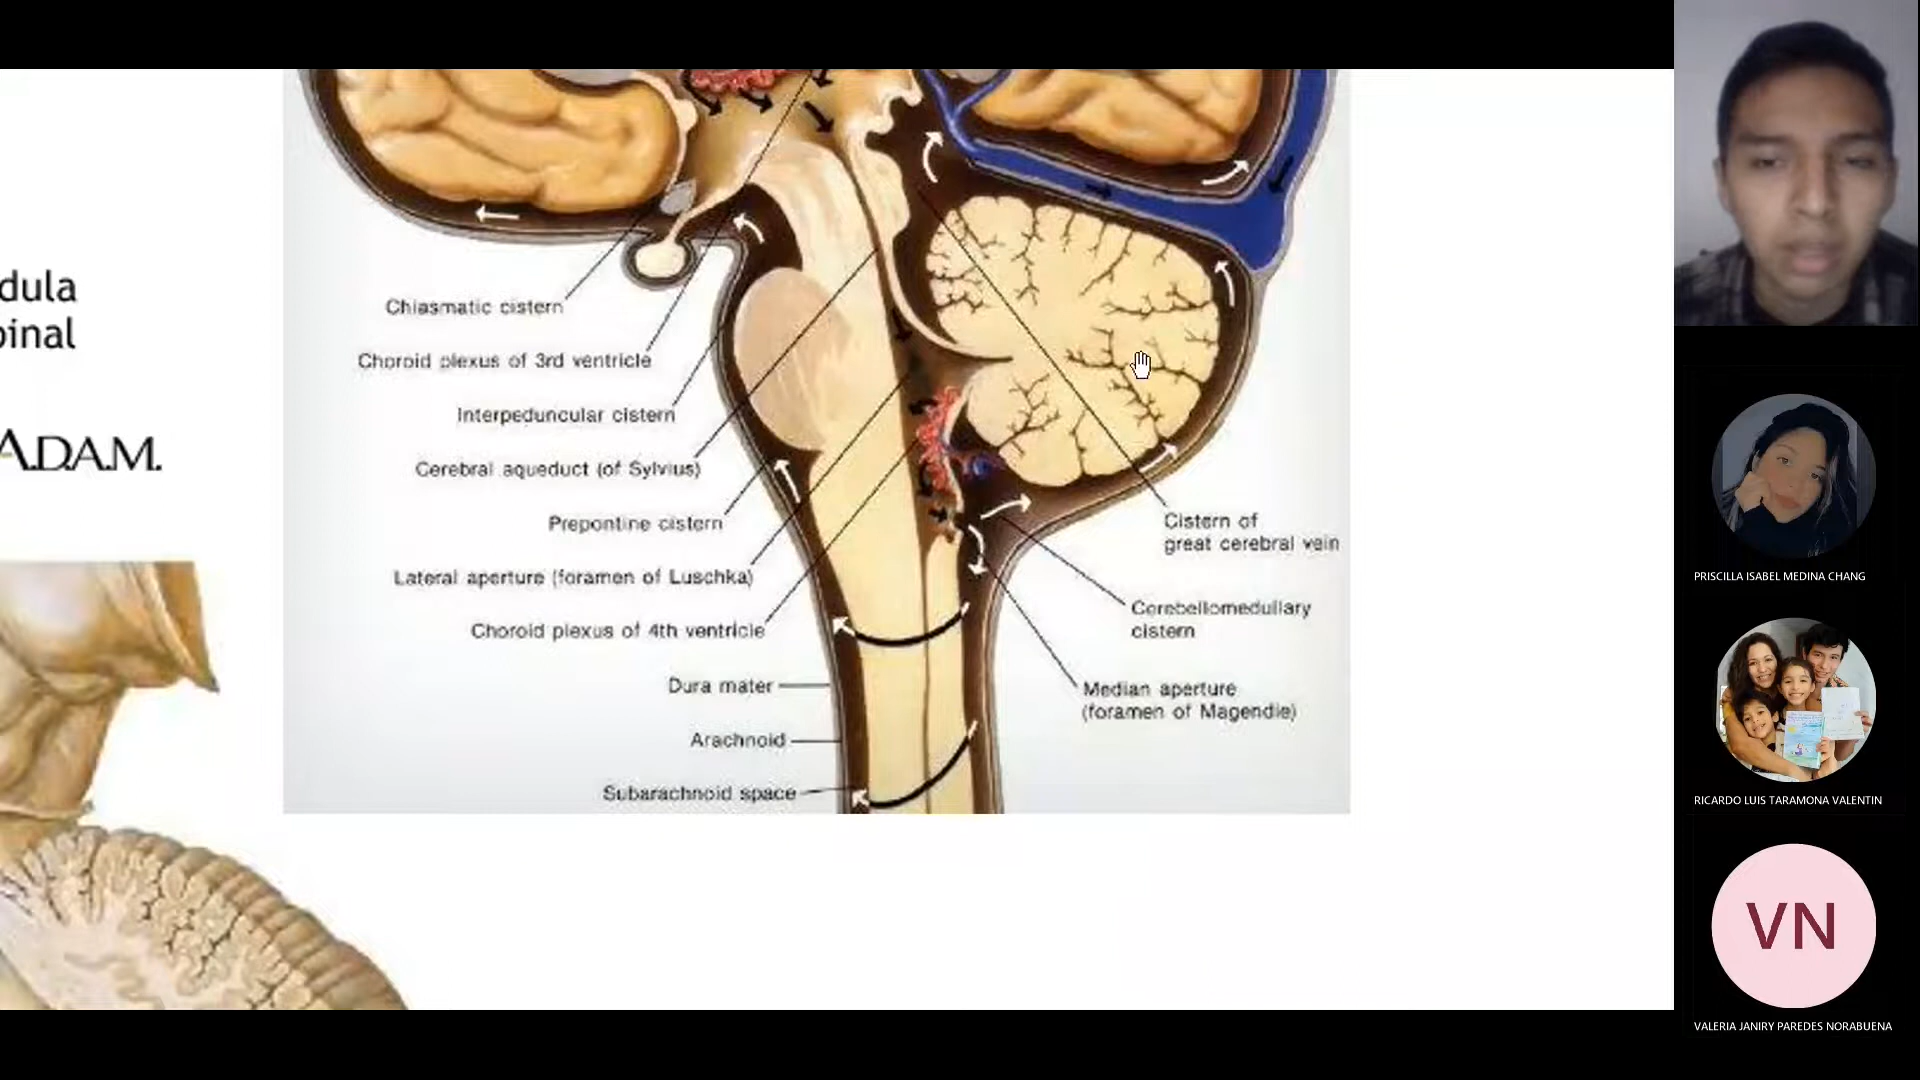 dula
pinal
A.D.A.M.
Chiasmatic cistern
Choroid plexus of 3rd ventricle
Interpeduncular cistern
Cerebral aqueduct (of Sylvius)
Prepontine cistern
Lateral aperture (foramen of Luschka)
Choroid plexus of 4th ventricle
Dura mater
Arachnoid
Subarachnoid space
Cistern of
great cerebral vein
Cerebellomedullary
cistern
Median aperture
(foramen of Magendie)
PRISCILLA ISABEL MEDINA CHANG
RICARDO LUIS TARAMONA VALENTIN
VN
VALERIA JANIRY PAREDES NORABUENA